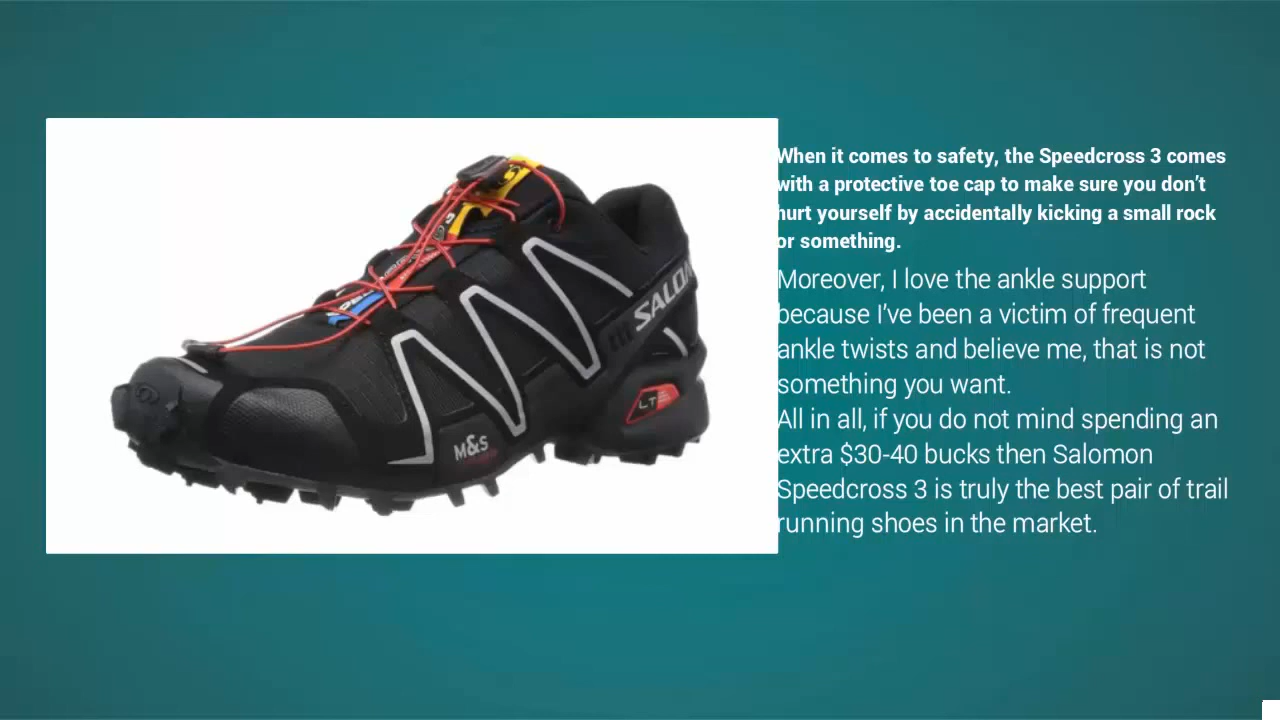 When it comes to safety, the Speedcross 3 comes
with a protective toe cap to make sure you don’t
hurt yourself by accidentally kicking a small rock
or something.
Moreover, I love the ankle support
because I’ve been a victim of frequent
ankle twists and believe me, that is not
something you want.
All in all, if you do not mind spending an
extra $30-40 bucks then Salomon
Speedcross 3 is truly the best pair of trail
running shoes in the market.
SALOMON
LT
M&S